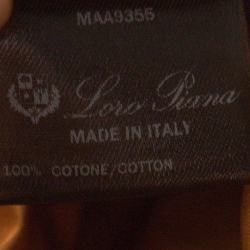 MAA9355
Loro Piana
MADE IN ITALY
100% COTONE/COTTON